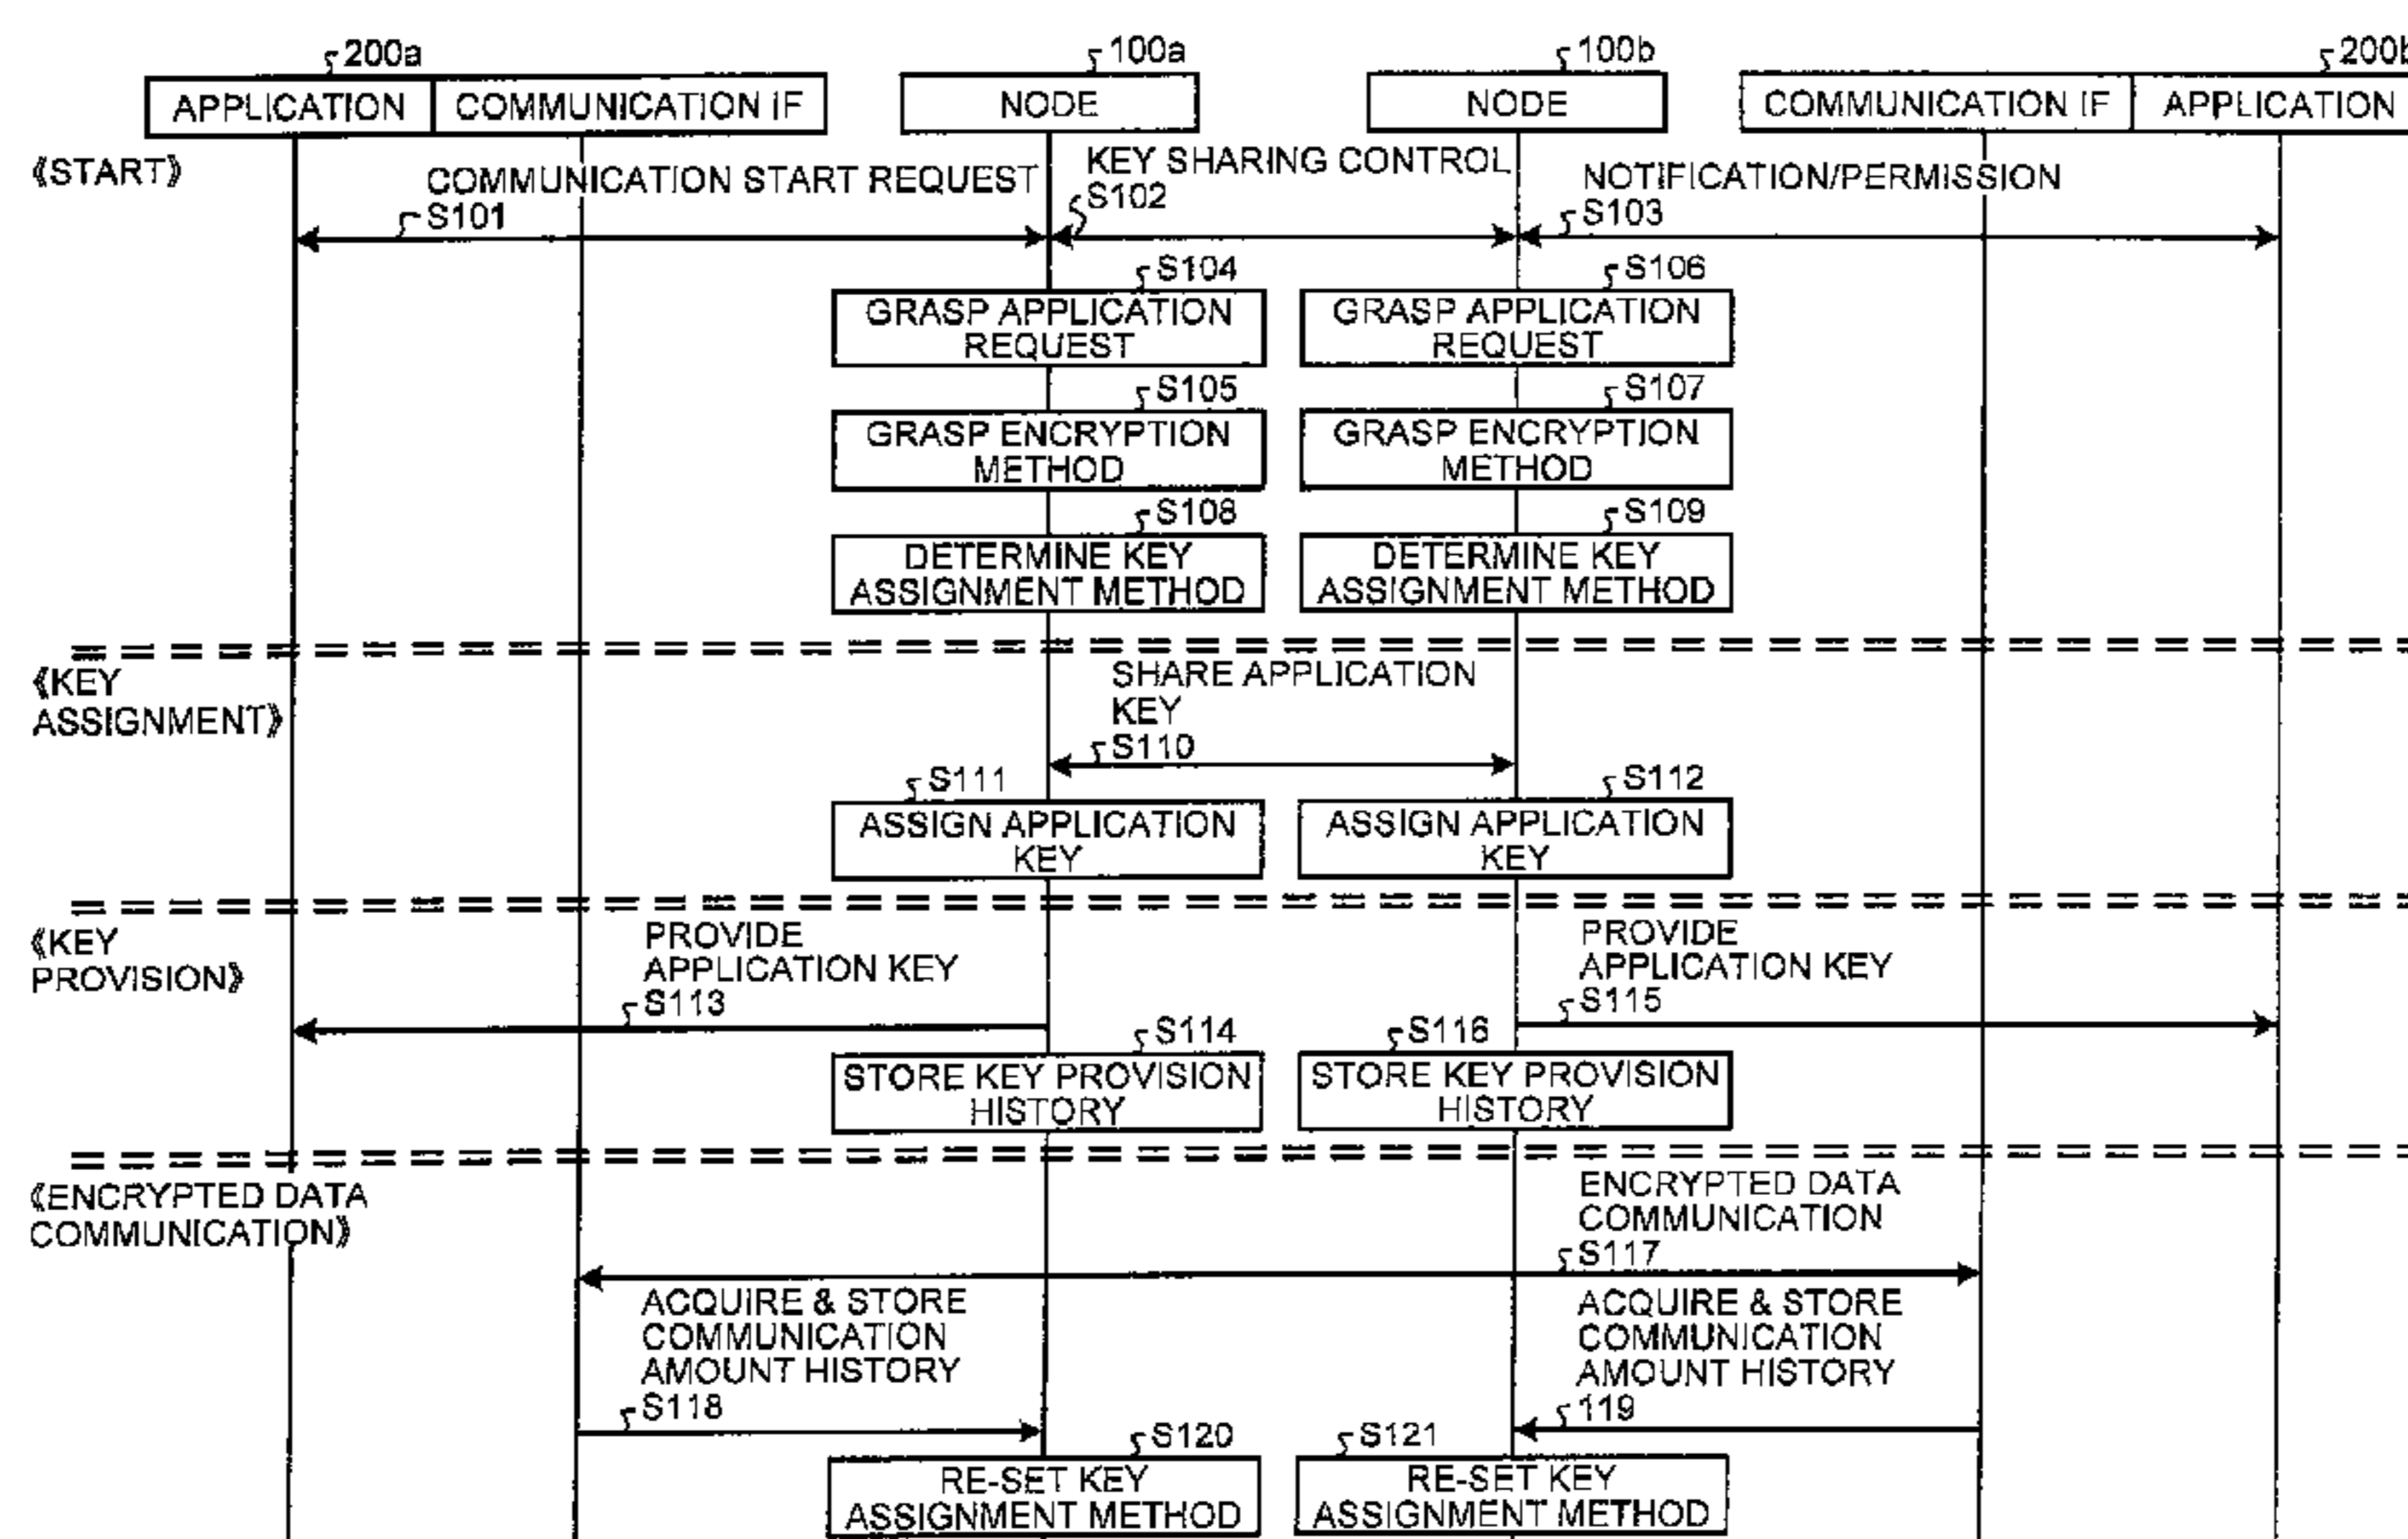 200a
100a
100b
200b
APPLICATION
COMMUNICATION IF
NODE
NODE
COMMUNICATION IF
APPLICATION
《START》
COMMUNICATION START REQUEST
S101
KEY SHARING CONTROL
S102
NOTIFICATION/PERMISSION
S103
S104
GRASP APPLICATION
REQUEST
S106
GRASP APPLICATION
REQUEST
S105
GRASP ENCRYPTION
METHOD
S107
GRASP ENCRYPTION
METHOD
S108
DETERMINE KEY
ASSIGNMENT METHOD
S109
DETERMINE KEY
ASSIGNMENT METHOD
《KEY
ASSIGNMENT》
SHARE APPLICATION
KEY
S110
S111
ASSIGN APPLICATION
KEY
S112
ASSIGN APPLICATION
KEY
《KEY
PROVISION》
PROVIDE
APPLICATION KEY
S113
PROVIDE
APPLICATION KEY
S115
S114
STORE KEY PROVISION
HISTORY
S116
STORE KEY PROVISION
HISTORY
《ENCRYPTED DATA
COMMUNICATION》
ENCRYPTED DATA
COMMUNICATION
S117
ACQUIRE & STORE
COMMUNICATION
AMOUNT HISTORY
S118
ACQUIRE & STORE
COMMUNICATION
AMOUNT HISTORY
119
S120
RE-SET KEY
ASSIGNMENT METHOD
S121
RE-SET KEY
ASSIGNMENT METHOD